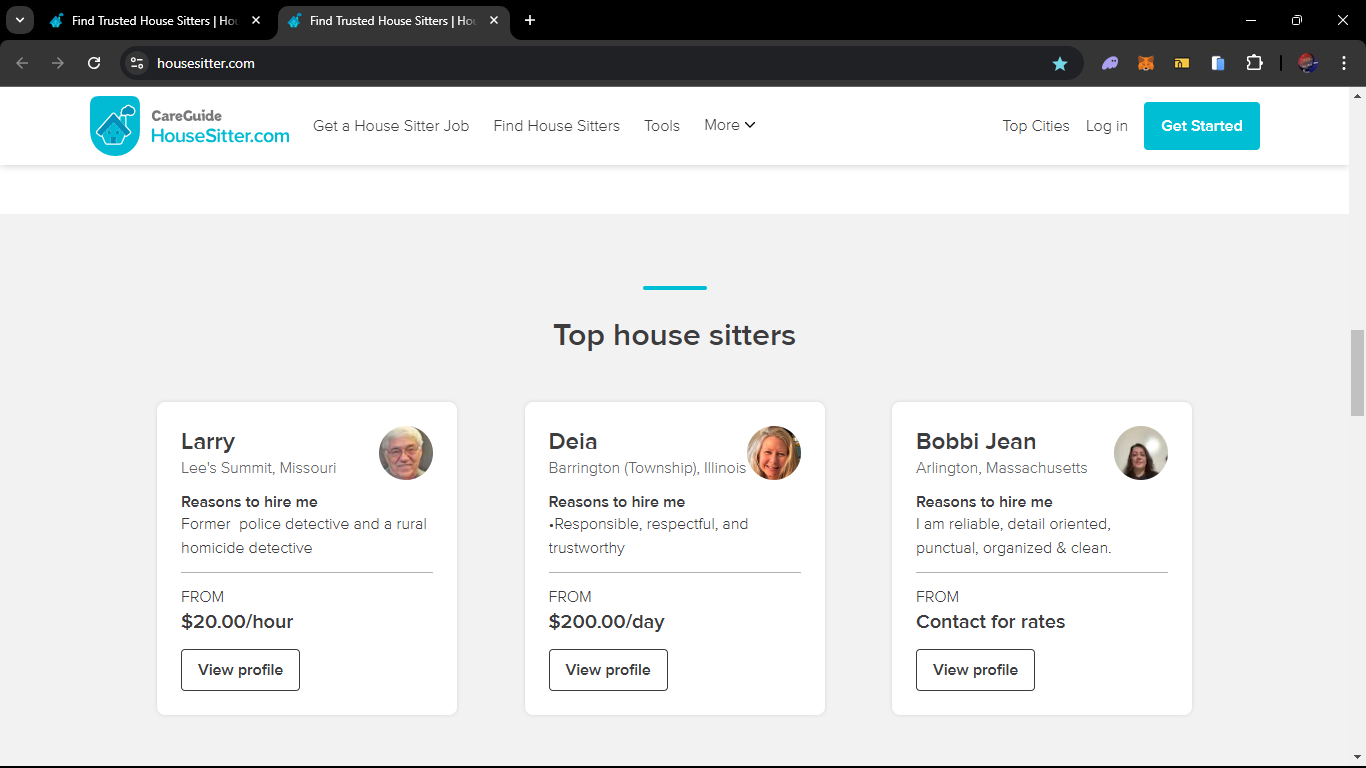 Find Trusted House Sitters | Hou
Find Trusted House Sitters | Hou
housesitter.com
CareGuide
HouseSitter.com
Get a House Sitter Job
Find House Sitters
Tools
More
Top Cities
Log in
Get Started
Top house sitters
Larry
Lee's Summit, Missouri
Reasons to hire me
Former  police detective and a rural
homicide detective
FROM
$20.00/hour
View profile
Deia
Barrington (Township), Illinois
Reasons to hire me
•Responsible, respectful, and
trustworthy
FROM
$200.00/day
View profile
Bobbi Jean
Arlington, Massachusetts
Reasons to hire me
I am reliable, detail oriented,
punctual, organized & clean.
FROM
Contact for rates
View profile